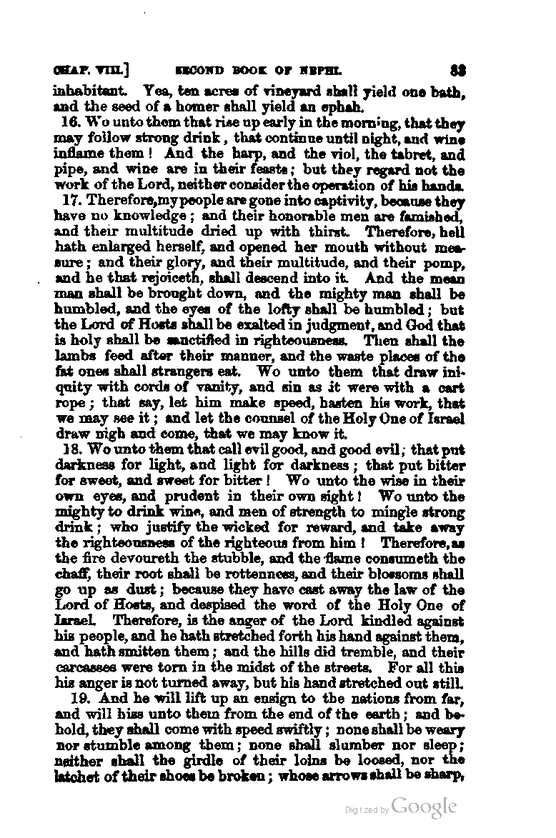 CHAP. VIII.] SECOND BOOK OF NEPHI. 83
inhabitant. Yea, ten acres of vineyard shall yield one bath,
and the seed of a homer shall yield an ephah.
16. Wo unto them that rise up early in the morning, that they
may follow strong drink, that continue until night, and wine
inflame them! And the harp, and the viol, the tabret, and
pipe, and wine are in their feasts; but they regard not the
work of the Lord, neither consider the operation of his hands.
17. Therefore, my people are gone into captivity, because they
have no knowledge; and their honorable men are famished,
and their multitude dried up with thirst. Therefore, hell
hath enlarged herself, and opened her mouth without mea-
sure; and their glory, and their multitude, and their pomp,
and he that rejoiceth, shall descend into it. And the mean
man shall be brought down, and the mighty man shall be
humbled, and the eyes of the lofty shall be humbled; but
the Lord of Hosts shall be exalted in judgment, and God that
is holy shall be sanctified in righteousness. Then shall the
lambs feed after their manner, and the waste places of the
fat ones shall strangers eat. Wo unto them that draw ini-
quity with cords of vanity, and sin as it were with a cart
rope; that say, let him make speed, hasten his work, that
we may see it; and let the counsel of the Holy One of Israel
draw nigh and come, that we may know it.
18. Wo unto them that call evil good, and good evil; that put
darkness for light, and light for darkness; that put bitter
for sweet, and sweet for bitter! Wo unto the wise in their
own eyes, and prudent in their own sight! Wo unto the
mighty to drink wine, and men of strength to mingle strong
drink; who justify the wicked for reward, and take away
the righteousness of the righteous from him! Therefore, as
the fire devoureth the stubble, and the flame consumeth the
chaff, their root shall be rottenness, and their blossoms shall
go up as dust; because they have cast away the law of the
Lord of Hosts, and despised the word of the Holy One of
Israel. Therefore, is the anger of the Lord kindled against
his people, and he hath stretched forth his hand against them,
and hath smitten them; and the hills did tremble, and their
carcasses were torn in the midst of the streets. For all this
his anger is not turned away, but his hand stretched out still.
19. And he will lift up an ensign to the nations from far,
and will hiss unto them from the end of the earth; and be-
hold, they shall come with speed swiftly; none shall be weary
nor stumble among them; none shall slumber nor sleep;
neither shall the girdle of their loins be loosed, nor the
latchet of their shoes be broken; whose arrows shall be sharp,
Digitized by Google